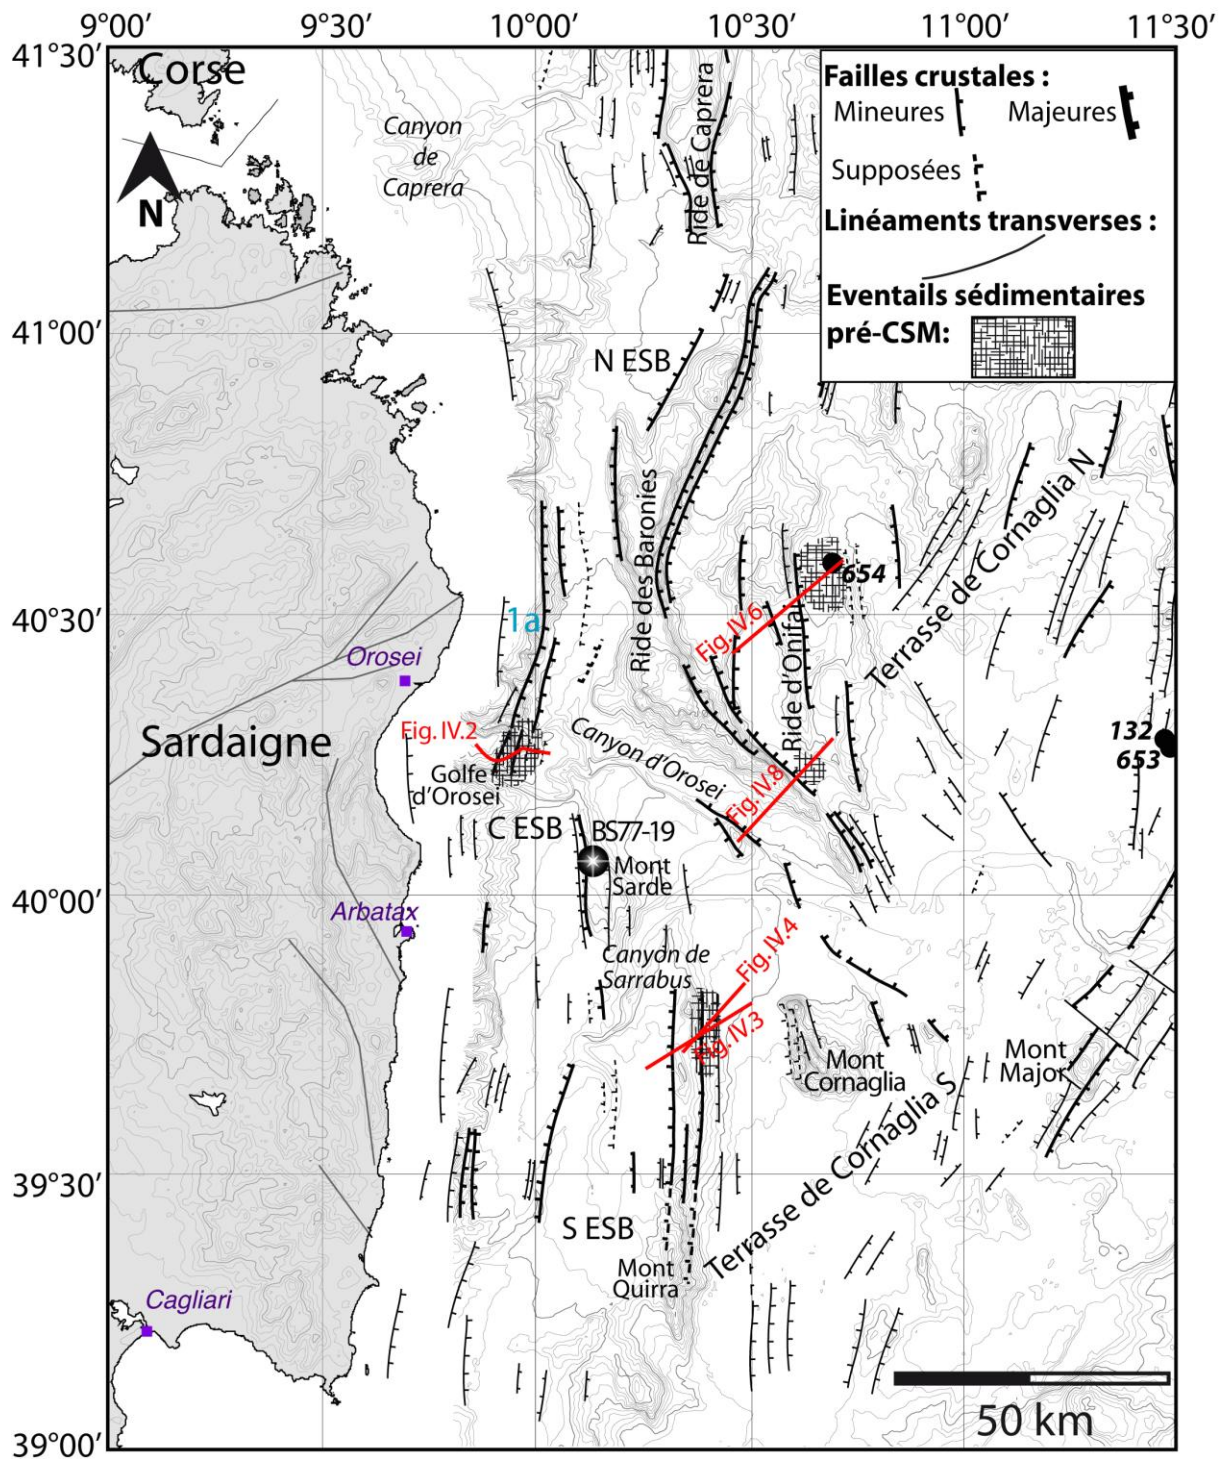 9°00’
9°30’
10°00’
10°30’
11°00’
11°30’
41°30’
41°00’
40°30’
40°00’
39°30’
39°00’
Corse
N
Canyon
de
Caprera
Ride de Caprera
Failles crustales :
Mineures
Majeures
Supposées
Linéaments transverses :
Eventails sédimentaires
pré-CSM:
N ESB
Ride des Baronies
654
Terrasse de Cornaglia N
1a
Fig. IV.6
Ride d'Onifai
Orosei
Sardaigne
Fig. IV.2
Golfe
d'Orosei
Canyon d'Orosei
Fig. IV.8
132
653
C ESB
BS77-19
Mont
Sarde
Arbatax
Canyon de
Sarrabus
Fig. IV.4
Fig. IV.3
Mont
Cornaglia
Mont
Major
Terrasse de Cornaglia S
S ESB
Mont
Quirra
Cagliari
50 km